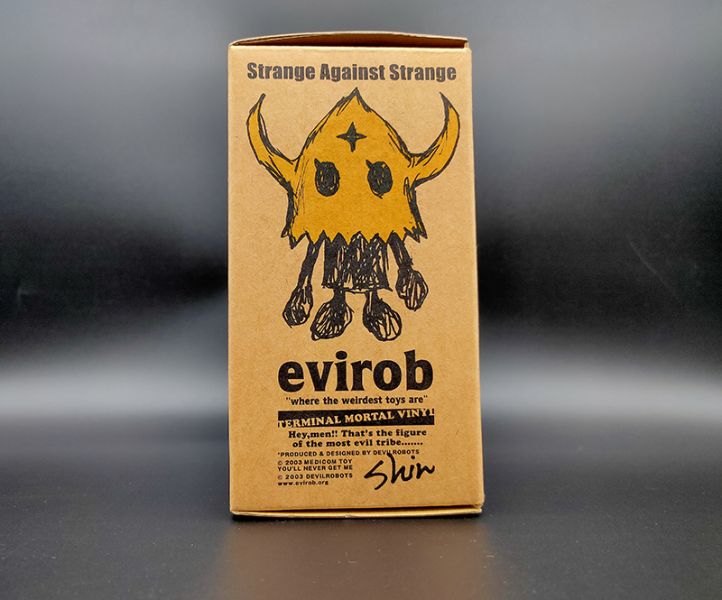 Strange Against Strange
evirob
"where the weirdest toys are"
TERMINAL MORTAL VINYL
Hey,men!! That's the figure
of the most evil tribe.......
*PRODUCED & DESIGNED BY DEVILROBOTS
© 2003 MEDICOM TOY
YOU'LL NEVER GET ME
© 2003 DEVILROBOTS
www.evirob.org
Shin